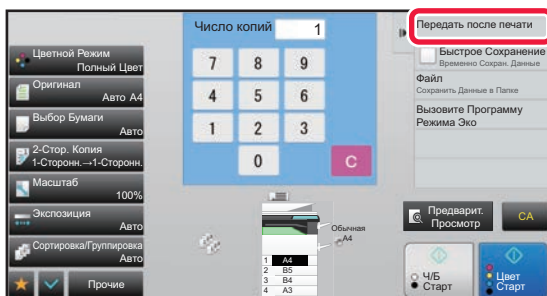 Число копий
1
Передать после печати
Быстрое Сохранение
Временно Сохран. Данные
Файл
Сохранить Данные в Папке
Вызовите Программу
Режима Эко
Цветной Режим
Полный Цвет
Оригинал
Авто A4
Выбор Бумаги
Авто
2-Стор. Копия
1-Сторонн.→1-Сторонн.
Масштаб
100%
Экспозиция
Авто
Сортировка/Группировка
Авто
Прочие
7 8 9
4 5 6
1 2 3
0 C
Обычная
A4
1 A4
2 B5
3 B4
4 A3
Предварит.
Просмотр
CA
Ч/Б
Старт
Цвет
Старт